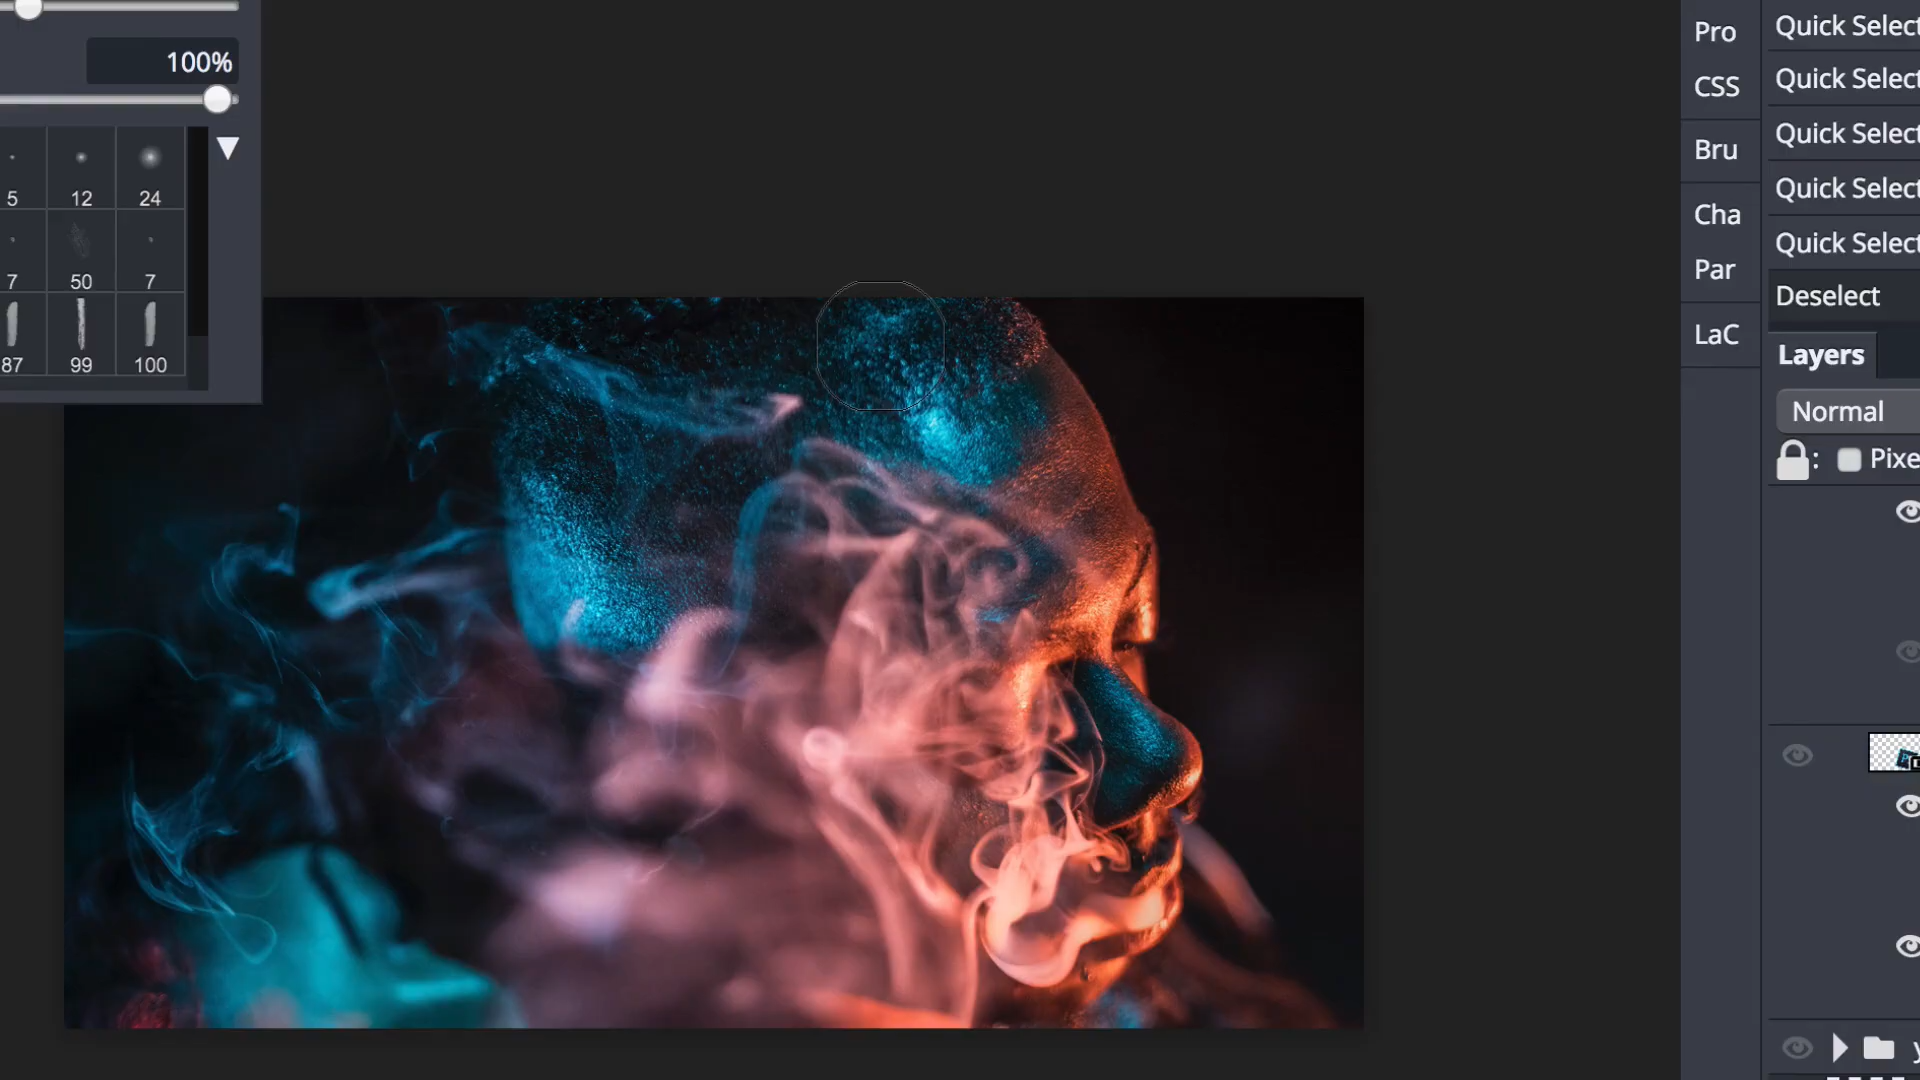 100%
5 12 24
7 50 7
87 99 100
Pro
CSS
Bru
Cha
Par
LaC
Quick Select
Quick Select
Quick Select
Quick Select
Quick Select
Deselect
Layers
Normal
: Pixe
y